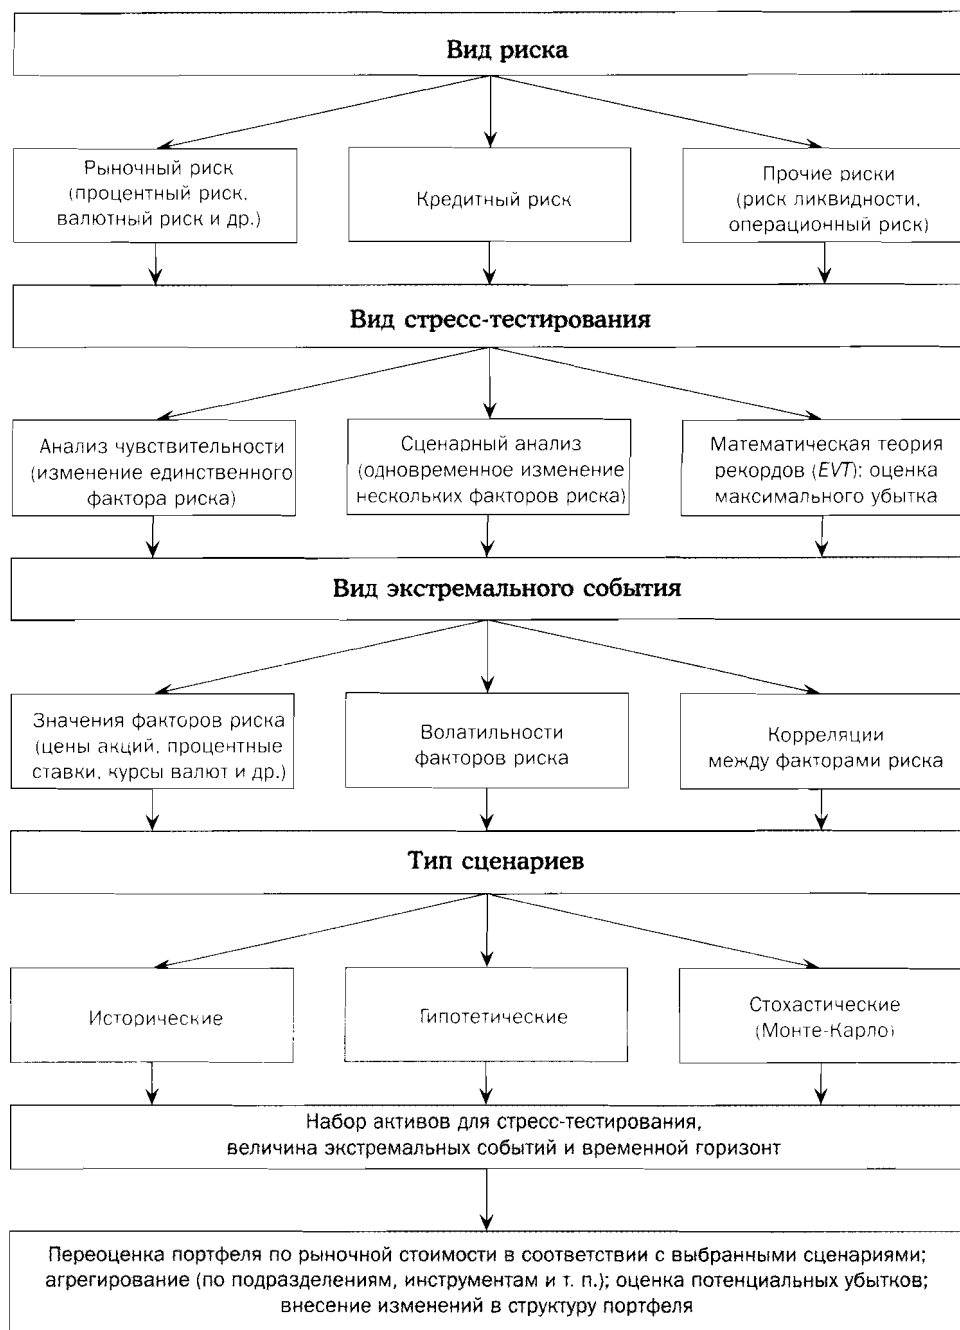 Вид риска
Рыночный риск
(процентный риск,
валютный риск и др.)
Кредитный риск
Прочие риски
(риск ликвидности,
операционный риск)
Вид стресс-тестирования
Анализ чувствительности
(изменение единственного
фактора риска)
Сценарный анализ
(одновременное изменение
нескольких факторов риска)
Математическая теория
рекордов (EVT): оценка
максимального убытка
Вид экстремального события
Значения факторов риска
(цены акций, процентные
ставки, курсы валют и др.)
Волатильности
факторов риска
Корреляции
между факторами риска
Тип сценариев
Исторические
Гипотетические
Стохастические
(Монте-Карло)
Набор активов для стресс-тестирования,
величина экстремальных событий и временной горизонт
Переоценка портфеля по рыночной стоимости в соответствии с выбранными сценариями;
агрегирование (по подразделениям, инструментам и т. п.); оценка потенциальных убытков;
внесение изменений в структуру портфеля